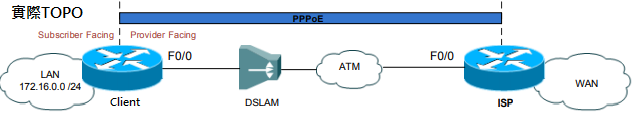 實際TOPO
PPPoE
Subscriber Facing
Provider Facing
F0/0
F0/0
LAN
172.16.0.0 /24
ATM
WAN
Client
DSLAM
ISP